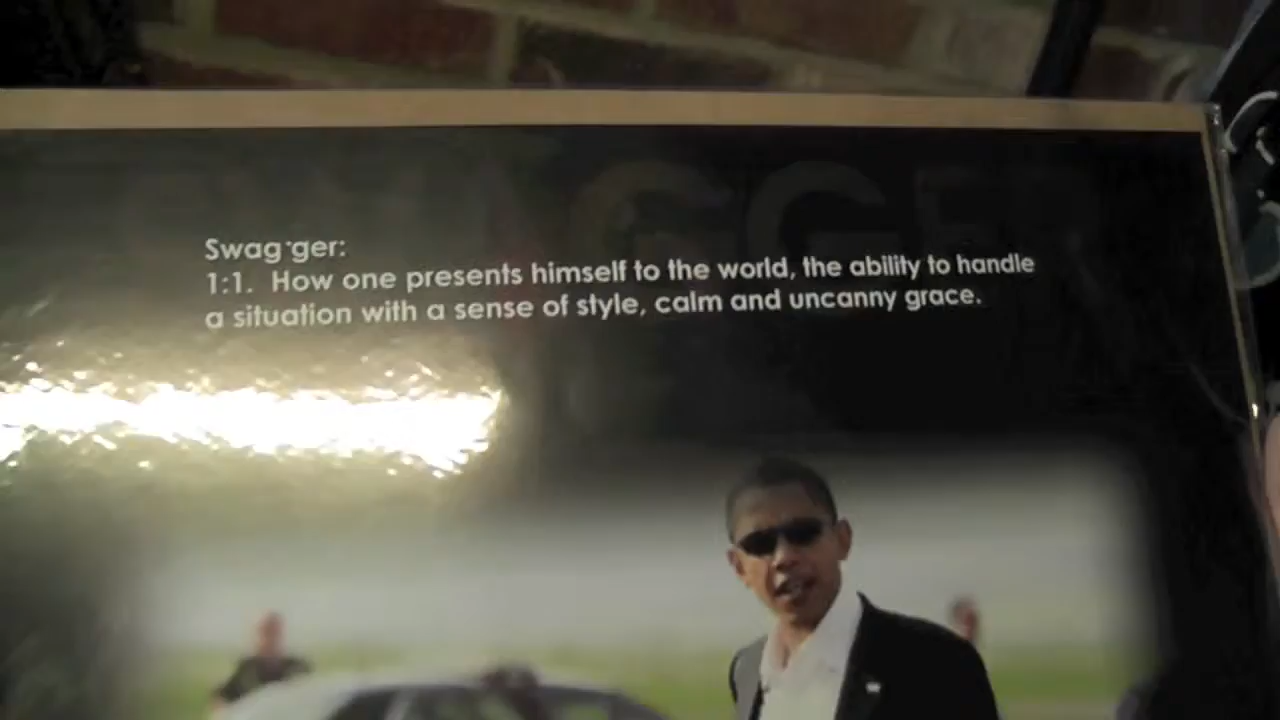 SWAGGER
Swag·ger:
1:1. How one presents himself to the world, the ability to handle
a situation with a sense of style, calm and uncanny grace.